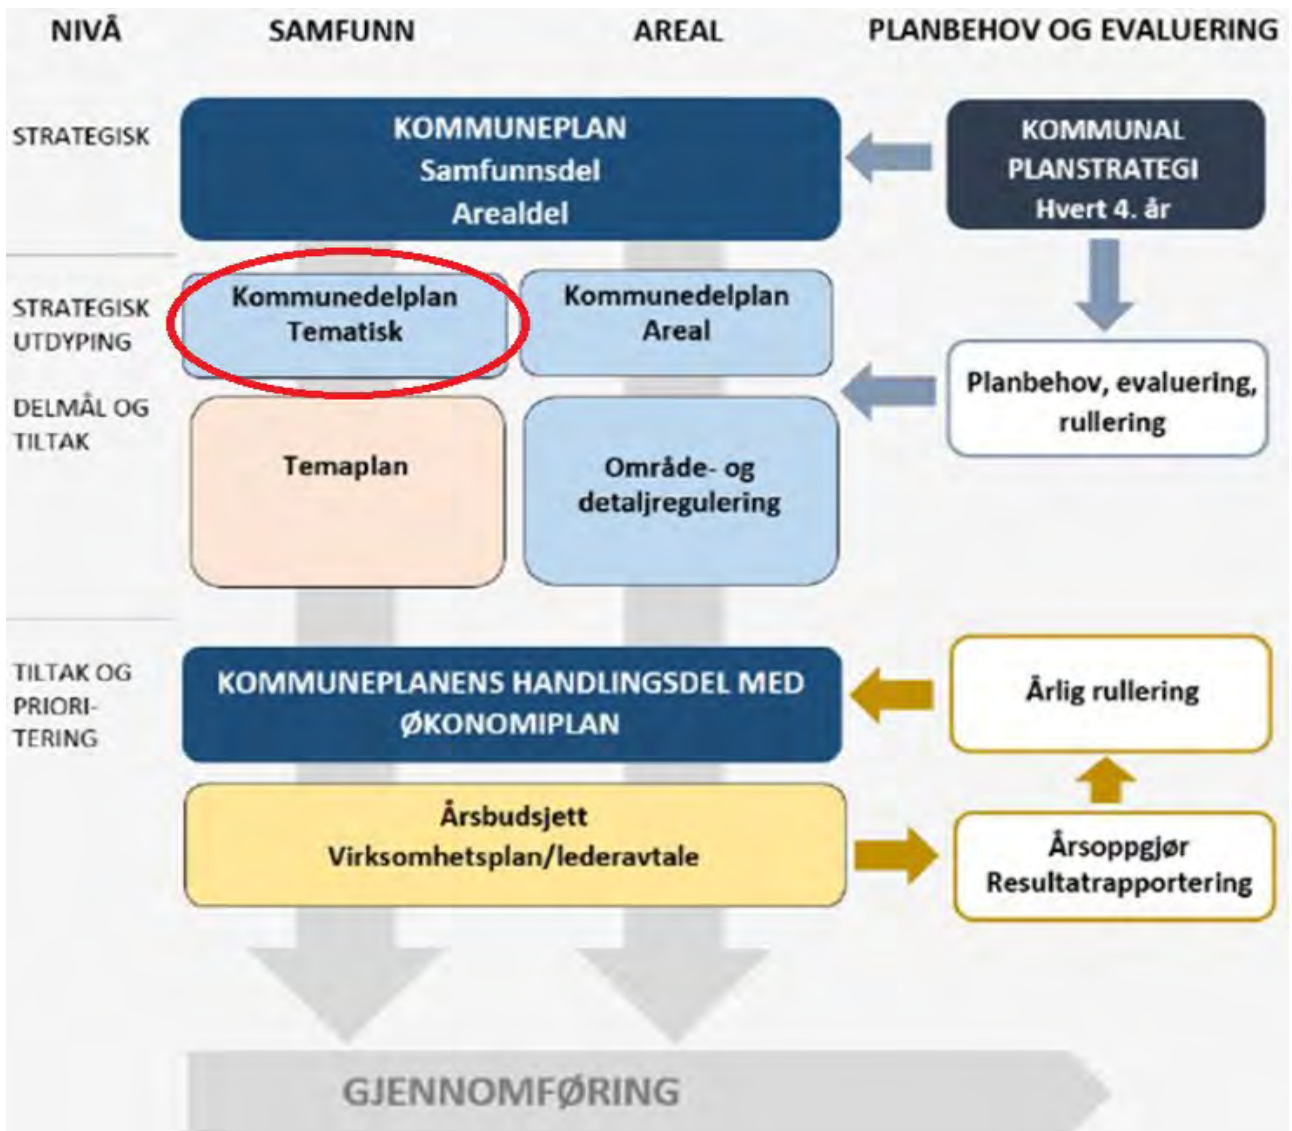 NIVÅ
SAMFUNN
AREAL
PLANBEHOV OG EVALUERING
STRATEGISK
KOMMUNEPLAN
Samfunnsdel
Arealdel
KOMMUNAL
PLANSTRATEGI
Hvert 4. år
STRATEGISK
UTDYPING
Kommunedelplan
Tematisk
Kommunedelplan
Areal
Planbehov, evaluering,
rullering
DELMÅL OG
TILTAK
Temaplan
Område- og
detaljregulering
TILTAK OG
PRIORI-
TERING
KOMMUNEPLANENS HANDLINGSDEL MED
ØKONOMIPLAN
Årlig rullering
Årsbudsjett
Virksomhetsplan/lederavtale
Årsoppgjør
Resultatrapportering
GJENNOMFØRING